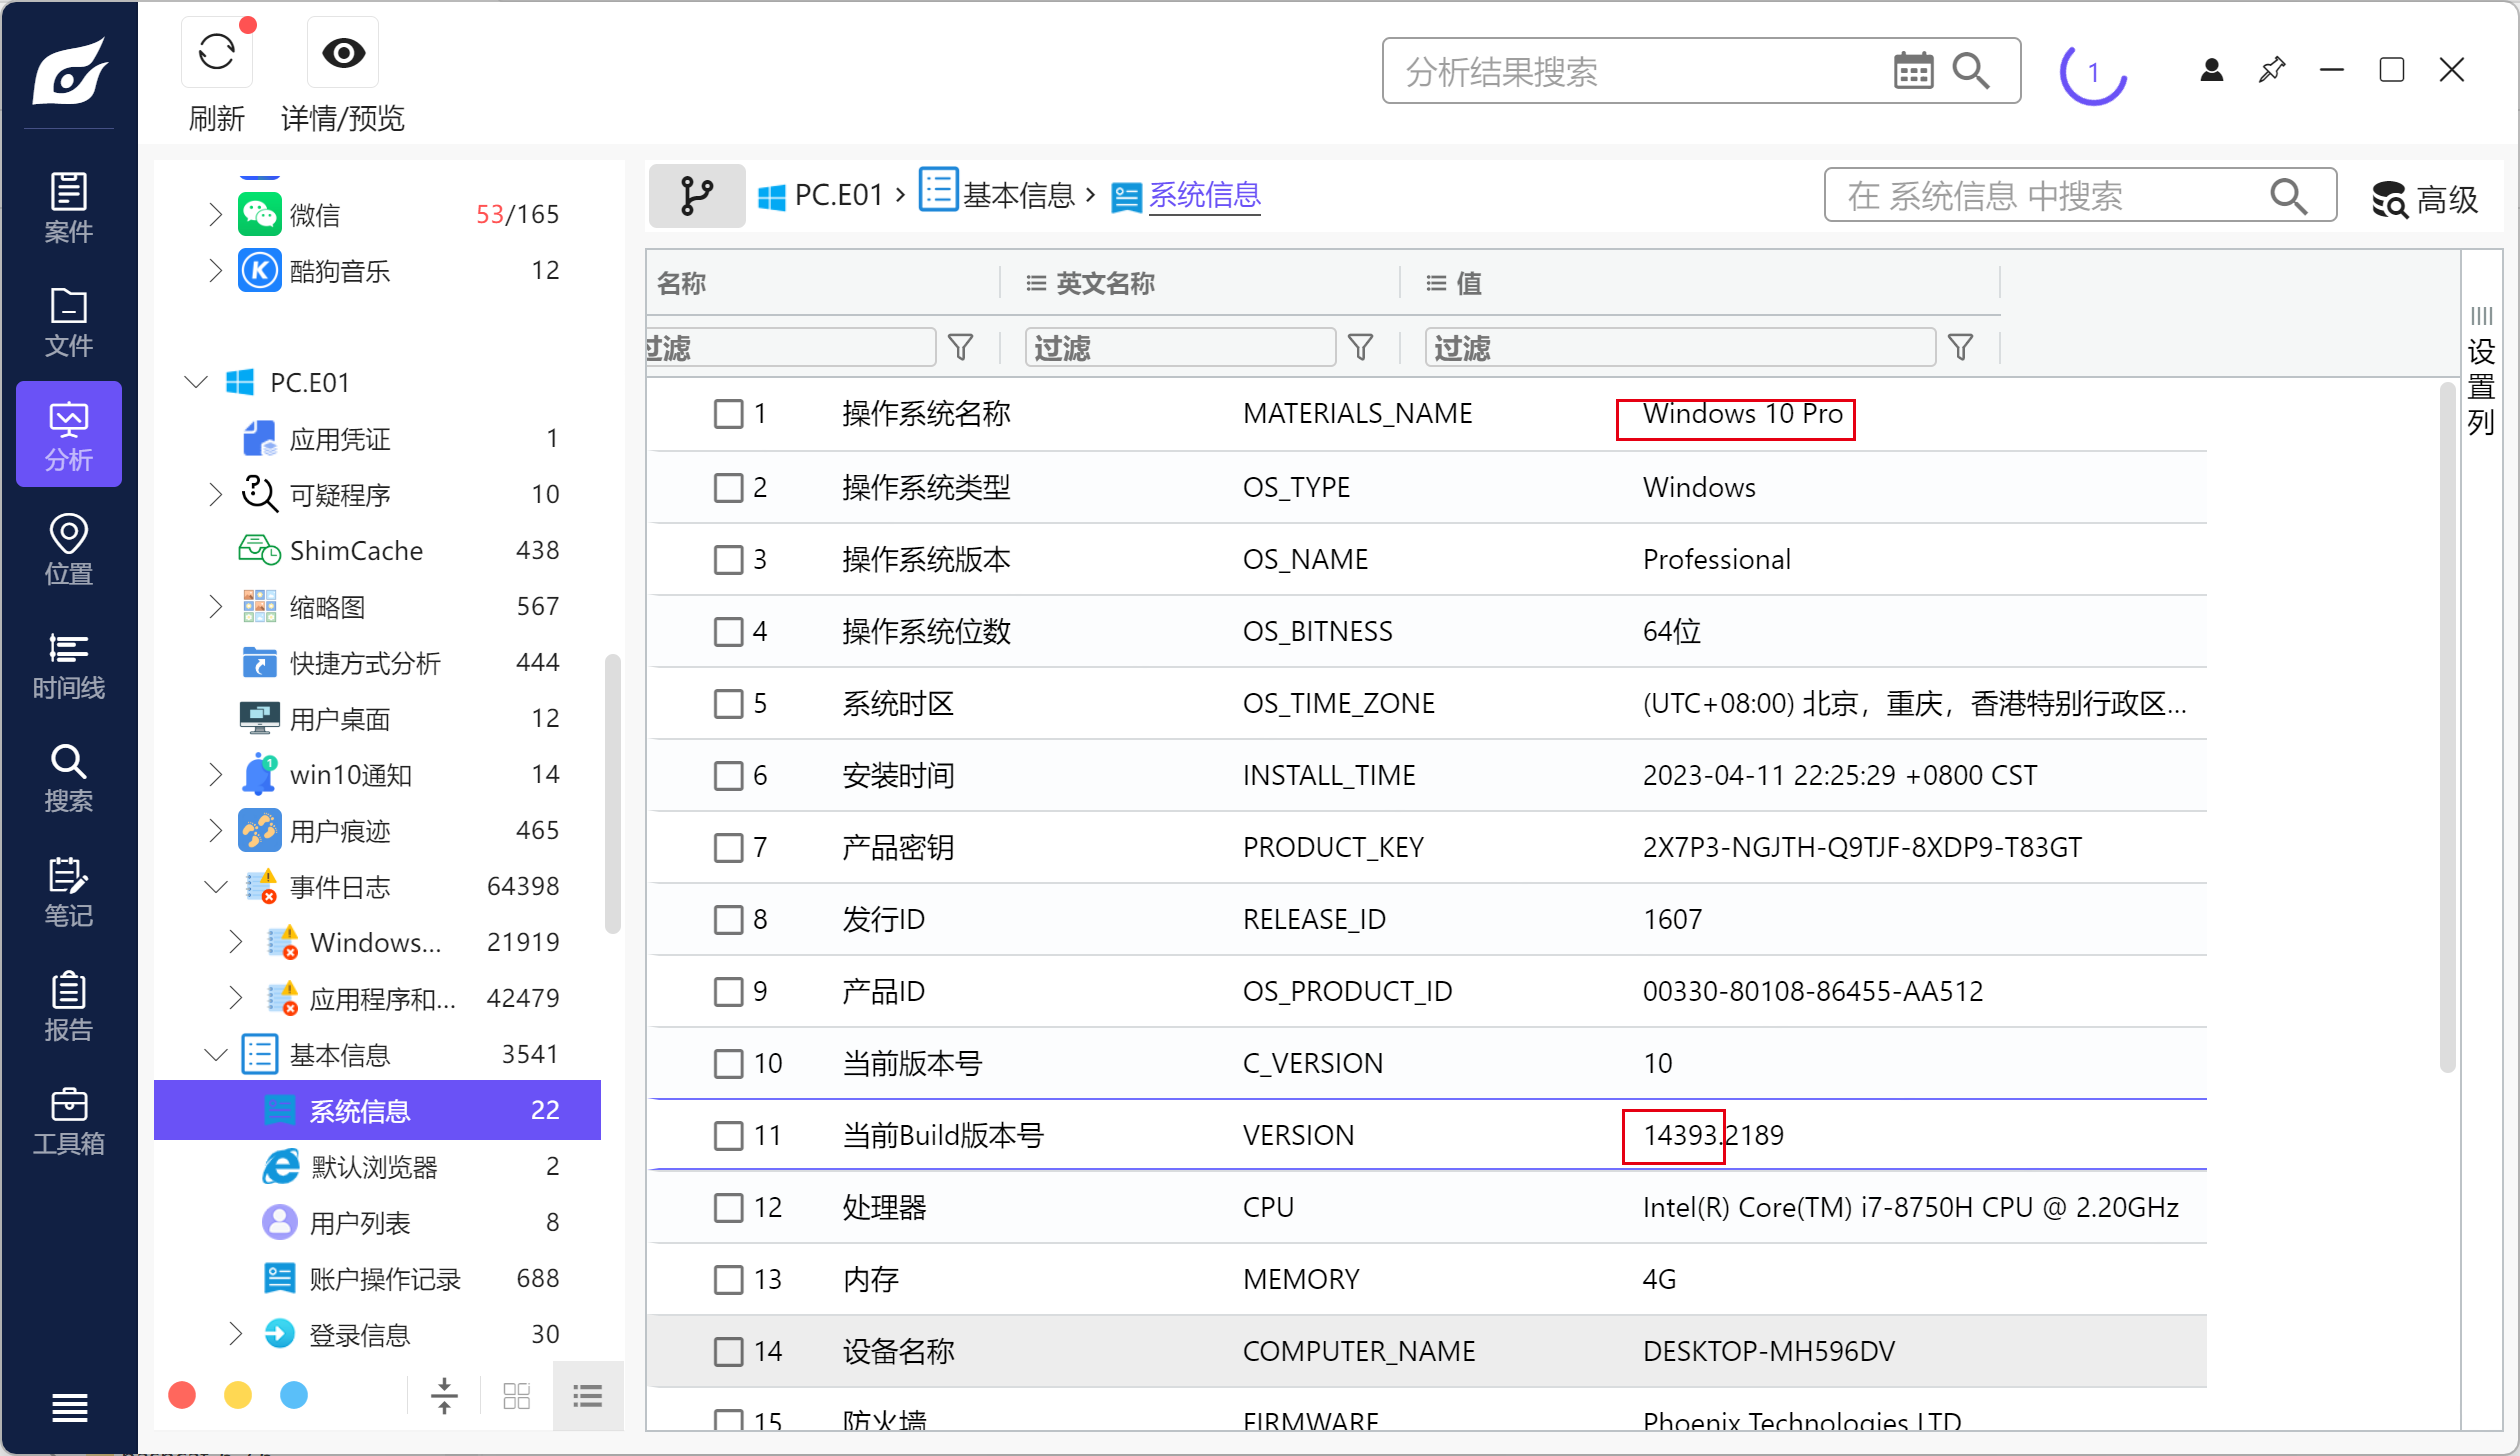 刷新
详情/预览
分析结果搜索
1
案件
文件
分析
位置
时间线
搜索
笔记
报告
工具箱
微信 53/165
酷狗音乐 12
PC.E01
应用凭证 1
可疑程序 10
ShimCache 438
缩略图 567
快捷方式分析 444
用户桌面 12
win10通知 14
用户痕迹 465
事件日志 64398
Windows... 21919
应用程序和... 42479
基本信息 3541
系统信息 22
默认浏览器 2
用户列表 8
账户操作记录 688
登录信息 30
PC.E01 › 基本信息 › 系统信息
在 系统信息 中搜索
高级
名称 英文名称 值
过滤 过滤 过滤
设置列
1 操作系统名称 MATERIALS_NAME Windows 10 Pro
2 操作系统类型 OS_TYPE Windows
3 操作系统版本 OS_NAME Professional
4 操作系统位数 OS_BITNESS 64位
5 系统时区 OS_TIME_ZONE (UTC+08:00) 北京，重庆，香港特别行政区...
6 安装时间 INSTALL_TIME 2023-04-11 22:25:29 +0800 CST
7 产品密钥 PRODUCT_KEY 2X7P3-NGJTH-Q9TJF-8XDP9-T83GT
8 发行ID RELEASE_ID 1607
9 产品ID OS_PRODUCT_ID 00330-80108-86455-AA512
10 当前版本号 C_VERSION 10
11 当前Build版本号 VERSION 14393.2189
12 处理器 CPU Intel(R) Core(TM) i7-8750H CPU @ 2.20GHz
13 内存 MEMORY 4G
14 设备名称 COMPUTER_NAME DESKTOP-MH596DV
15 防火墙 FIRMWARE Phoenix Technologies LTD